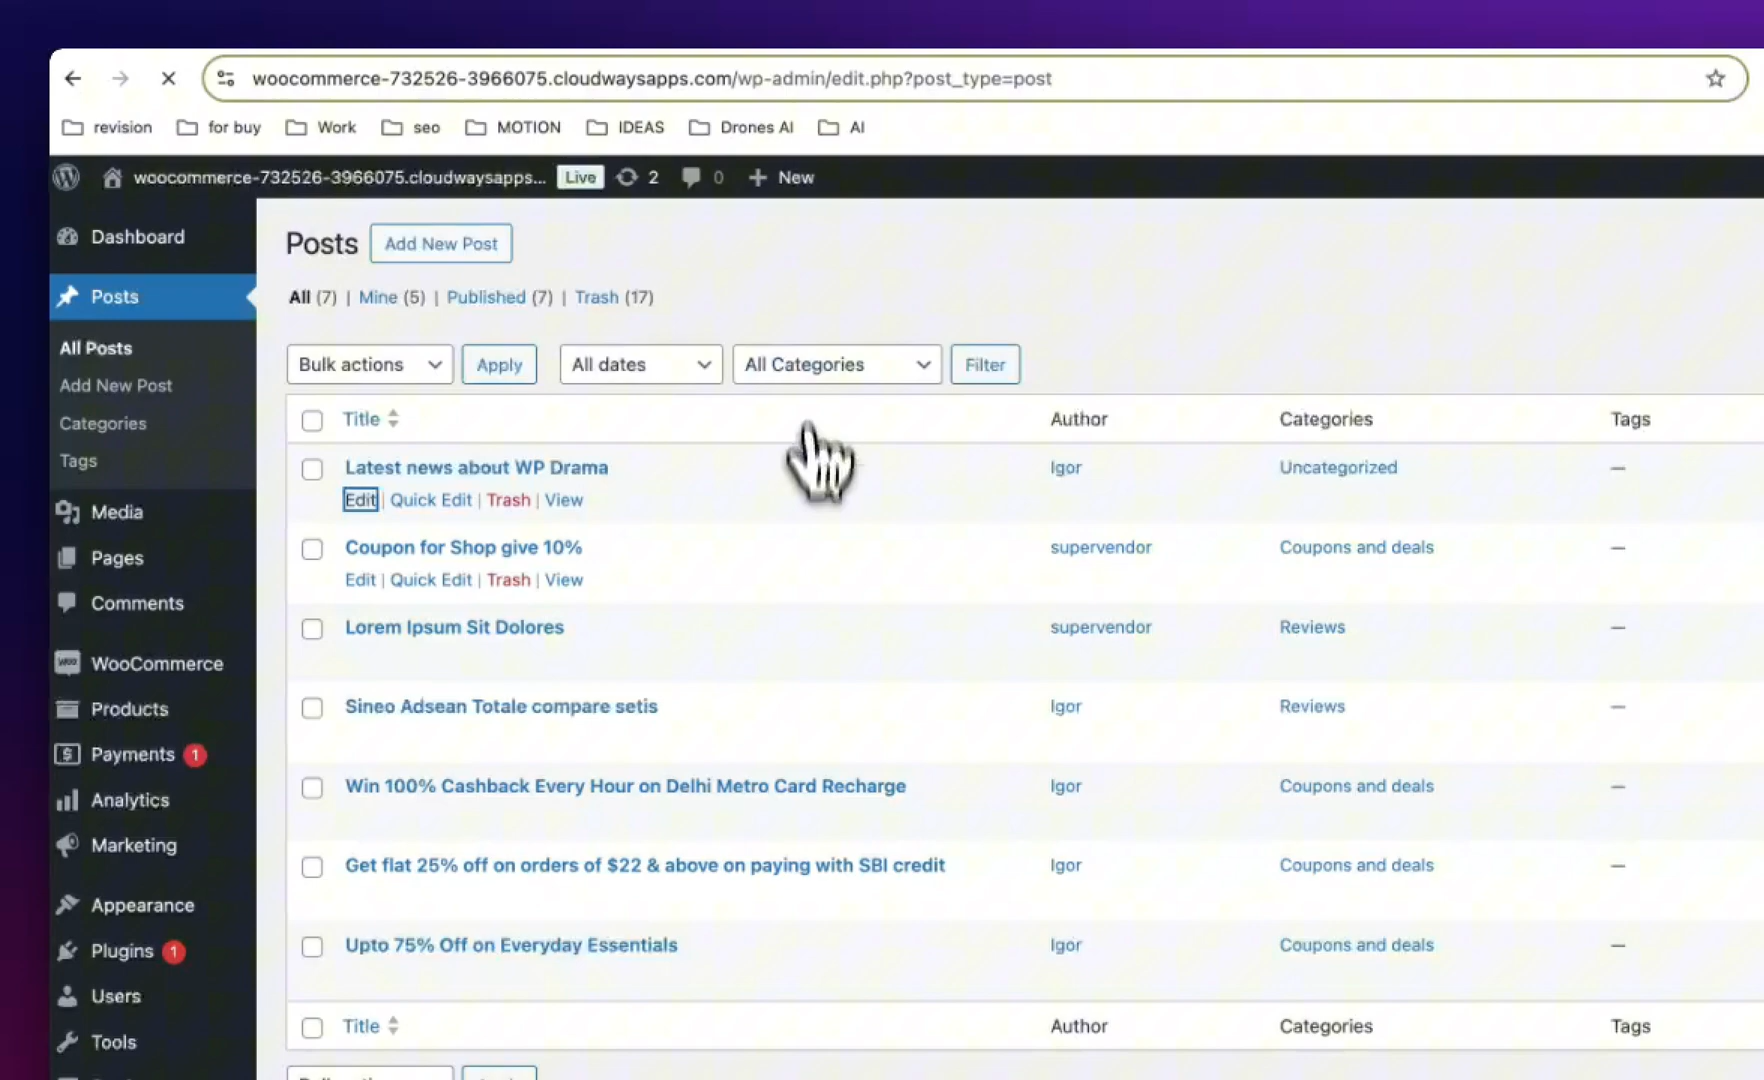 woocommerce-732526-3966075.cloudwaysapps.com/wp-admin/edit.php?post_type=post
revision for buy Work seo MOTION IDEAS Drones AI AI
woocommerce-732526-3966075.cloudwaysapps... Live 2 0 + New
Dashboard
Posts
All Posts
Add New Post
Categories
Tags
Media
Pages
Comments
WooCommerce
Products
Payments 1
Analytics
Marketing
Appearance
Plugins 1
Users
Tools
Posts Add New Post
All (7) | Mine (5) | Published (7) | Trash (17)
Bulk actions Apply All dates All Categories Filter
Title Author Categories Tags
Latest news about WP Drama Igor Uncategorized —
Edit | Quick Edit | Trash | View
Coupon for Shop give 10% supervendor Coupons and deals —
Edit | Quick Edit | Trash | View
Lorem Ipsum Sit Dolores supervendor Reviews —
Sineo Adsean Totale compare setis Igor Reviews —
Win 100% Cashback Every Hour on Delhi Metro Card Recharge Igor Coupons and deals —
Get flat 25% off on orders of $22 & above on paying with SBI credit Igor Coupons and deals —
Upto 75% Off on Everyday Essentials Igor Coupons and deals —
Title Author Categories Tags